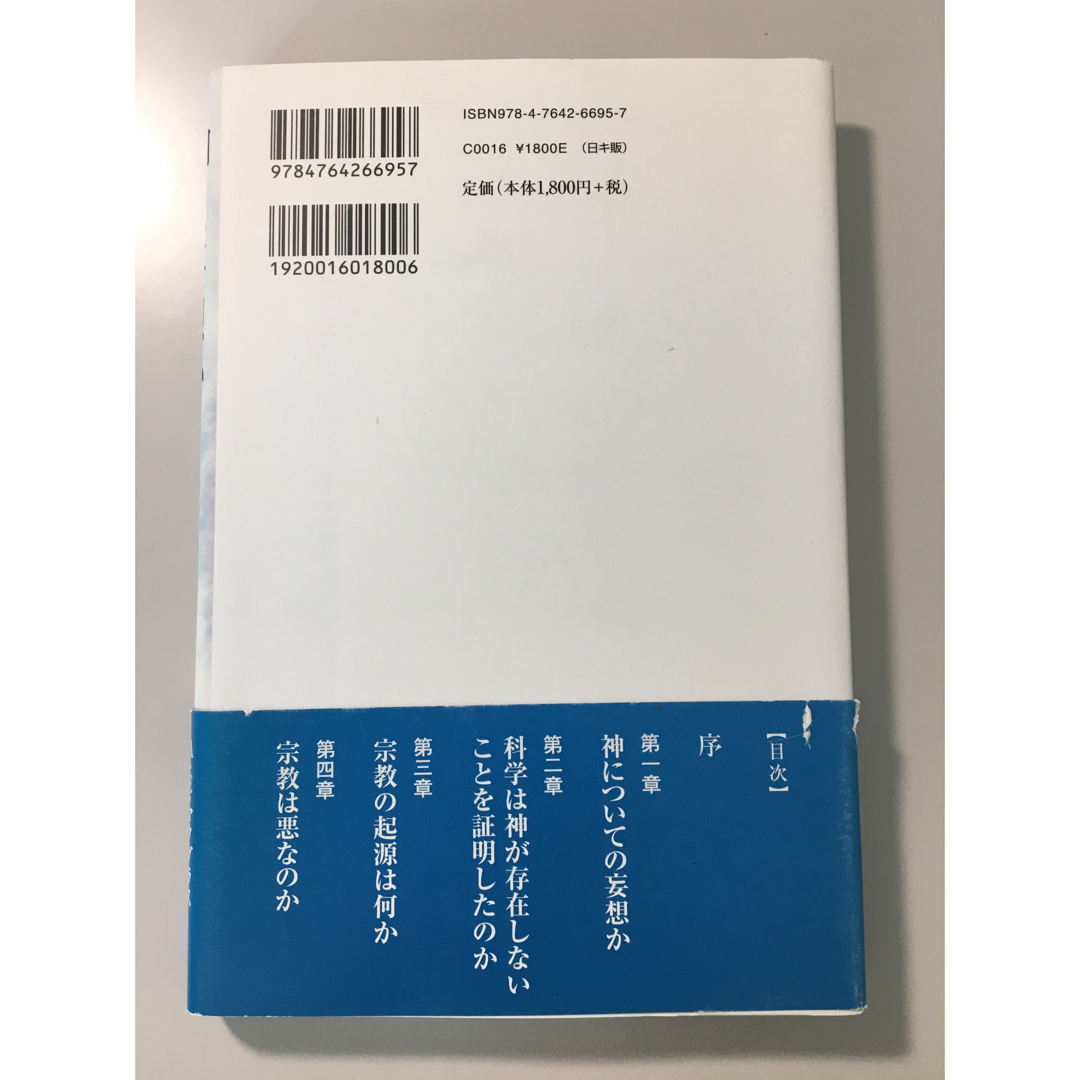 ISBN978-4-7642-6695-7
C0016 ¥1800E （日キ販）
定価（本体1,800円＋税）
9784764266957
1920016018006
【目次】
序
第一章
神についての妄想か
第二章
科学は神が存在しない
ことを証明したのか
第三章
宗教の起源は何か
第四章
宗教は悪なのか